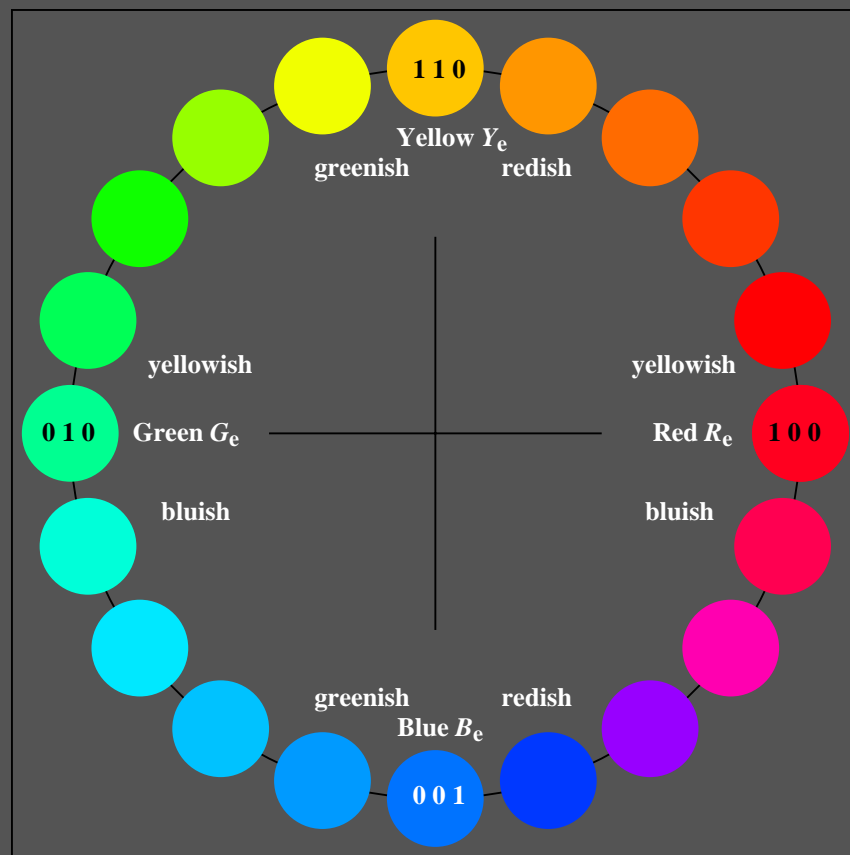 1 1 0
Yellow Ye
greenish redish
yellowish yellowish
0 1 0 Green Ge Red Re 1 0 0
bluish bluish
greenish redish
Blue Be
0 0 1